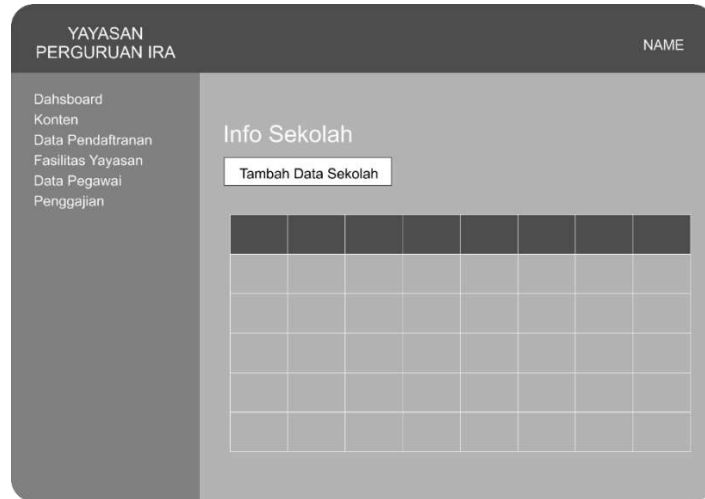 YAYASAN
PERGURUAN IRA
NAME
Dahsboard
Konten
Data Pendaftranan
Fasilitas Yayasan
Data Pegawai
Penggajian
Info Sekolah
Tambah Data Sekolah